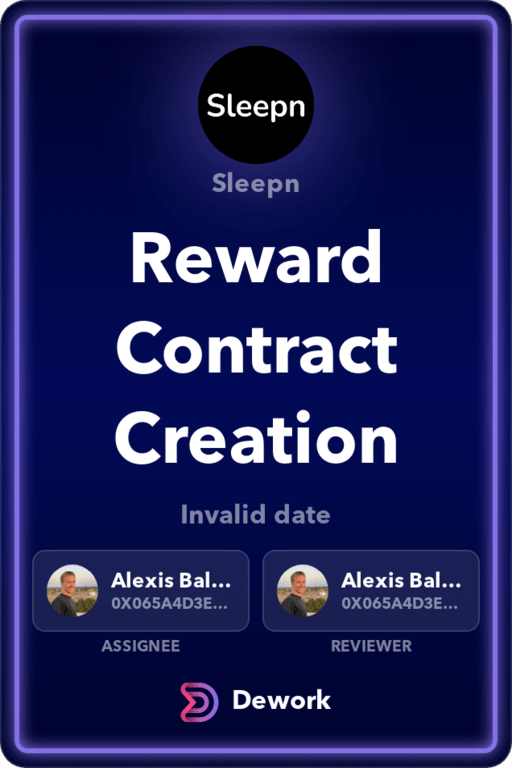 Sleepn
Sleepn
Reward
Contract
Creation
Invalid date
Alexis Bal...
0X065A4D3E...
ASSIGNEE
Alexis Bal...
0X065A4D3E...
REVIEWER
Dework